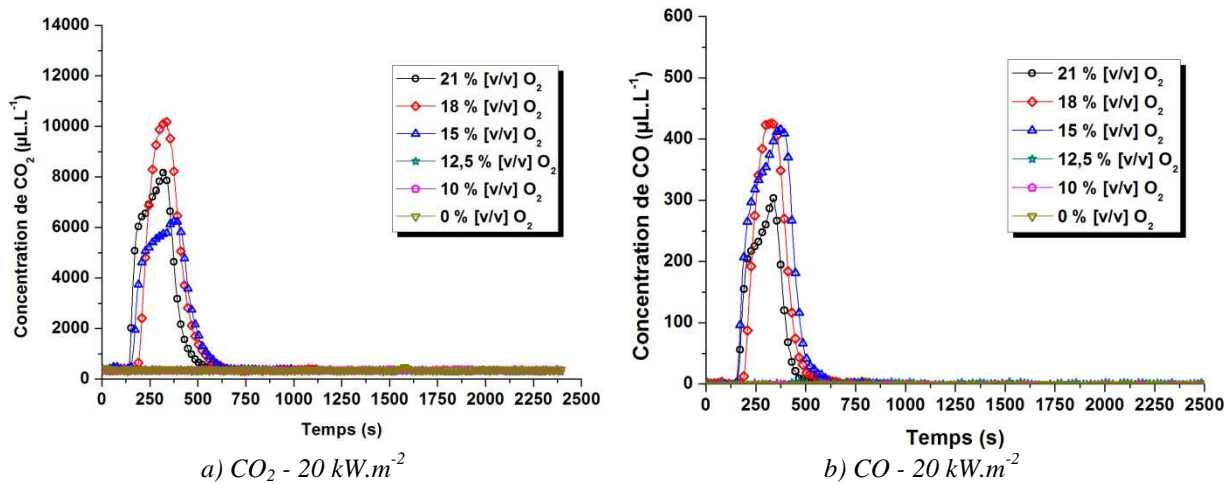 14000
12000
10000
8000
6000
4000
2000
0
Concentration de CO₂ (µL.L⁻¹)
21 % [v/v] O₂
18 % [v/v] O₂
15 % [v/v] O₂
12,5 % [v/v] O₂
10 % [v/v] O₂
0 % [v/v] O₂
0 250 500 750 1000 1250 1500 1750 2000 2250 2500
Temps (s)
a) CO₂ - 20 kW.m⁻²
600
500
400
300
200
100
0
Concentration de CO (µL.L⁻¹)
21 % [v/v] O₂
18 % [v/v] O₂
15 % [v/v] O₂
12,5 % [v/v] O₂
10 % [v/v] O₂
0 % [v/v] O₂
0 250 500 750 1000 1250 1500 1750 2000 2250 2500
Temps (s)
b) CO - 20 kW.m⁻²